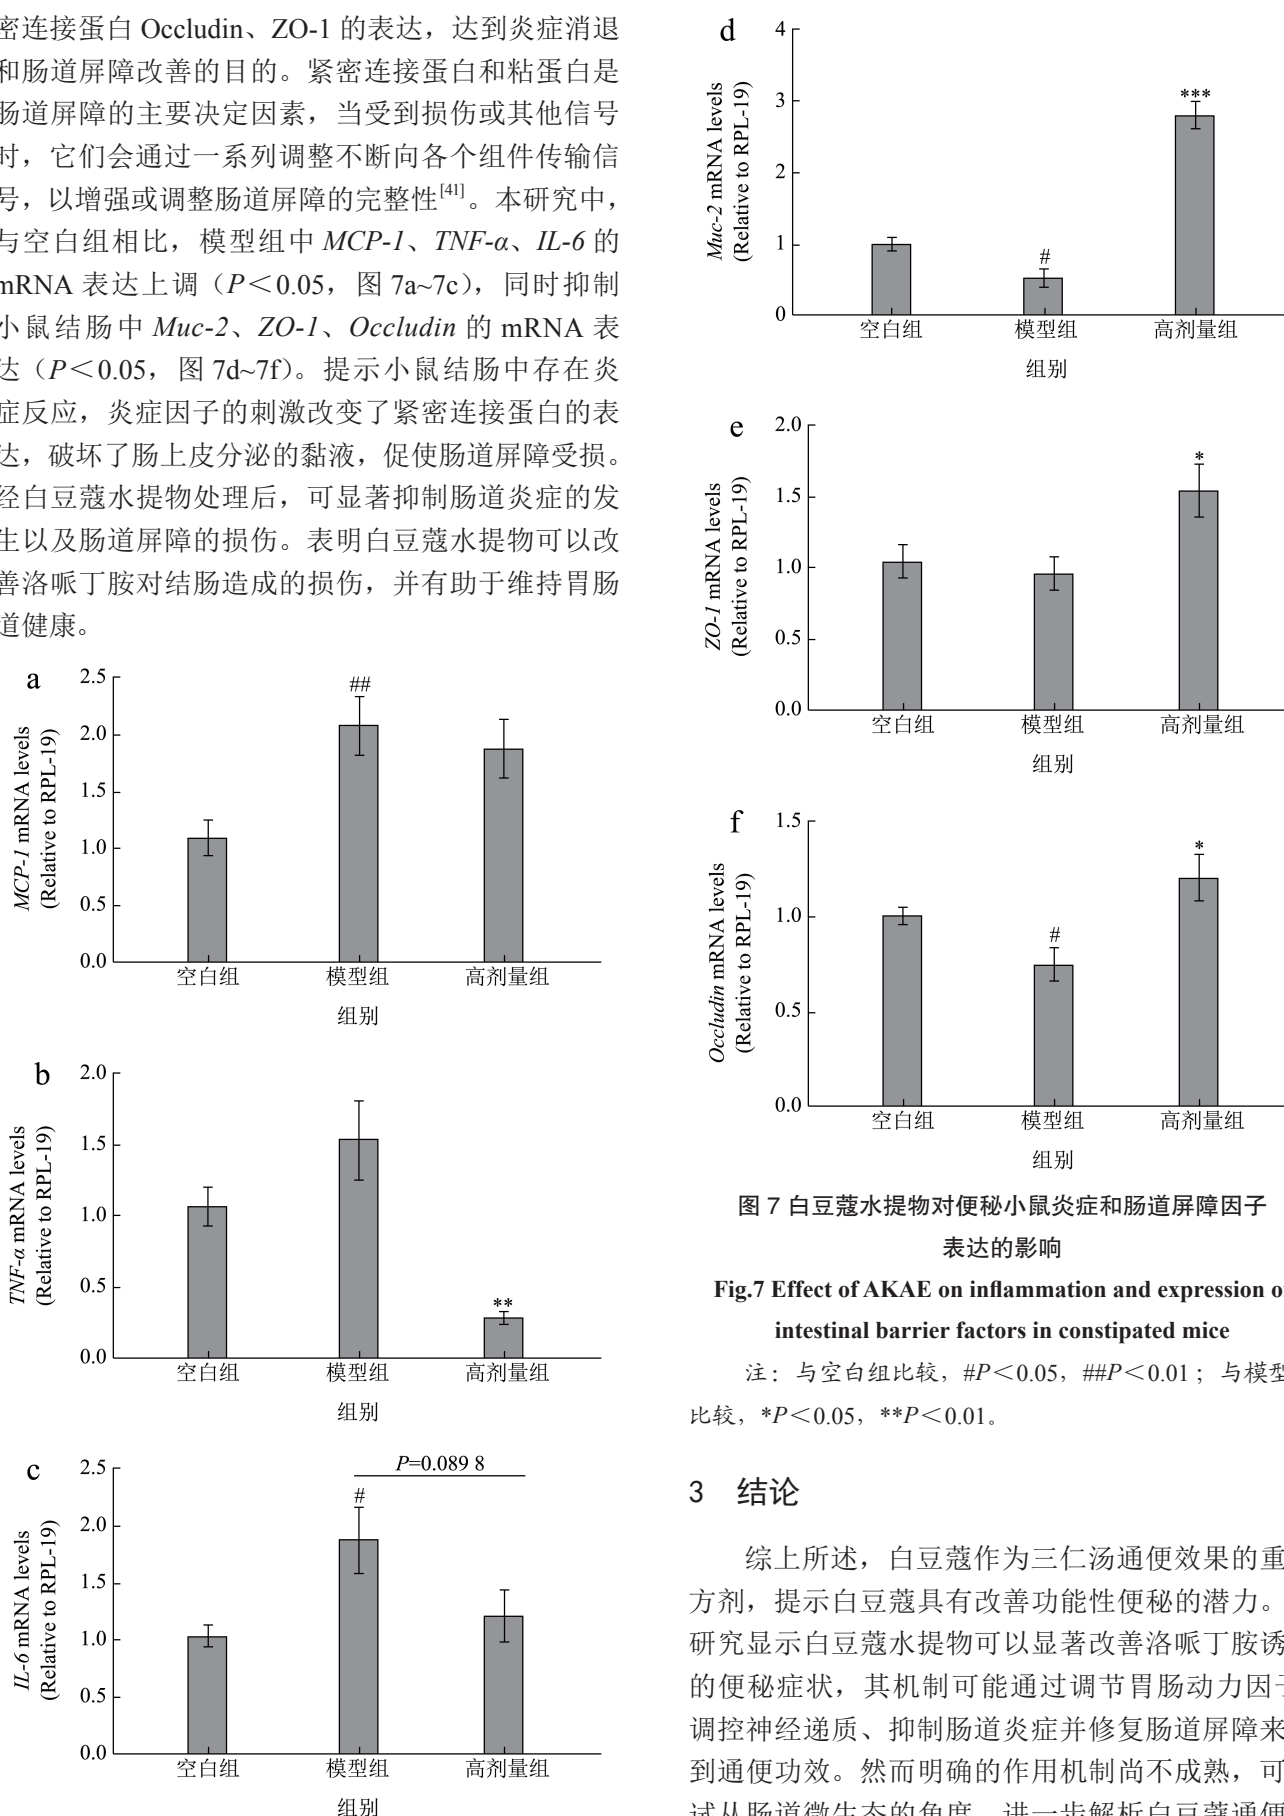 密连接蛋白 Occludin、ZO-1 的表达，达到炎症消退
和肠道屏障改善的目的。紧密连接蛋白和粘蛋白是
肠道屏障的主要决定因素，当受到损伤或其他信号
时，它们会通过一系列调整不断向各个组件传输信
号，以增强或调整肠道屏障的完整性[41]。本研究中，
与空白组相比，模型组中 MCP-1、TNF-α、IL-6 的
mRNA 表达上调（P＜0.05，图 7a~7c），同时抑制
小鼠结肠中 Muc-2、ZO-1、Occludin 的 mRNA 表
达（P＜0.05，图 7d~7f）。提示小鼠结肠中存在炎
症反应，炎症因子的刺激改变了紧密连接蛋白的表
达，破坏了肠上皮分泌的黏液，促使肠道屏障受损。
经白豆蔻水提物处理后，可显著抑制肠道炎症的发
生以及肠道屏障的损伤。表明白豆蔻水提物可以改
善洛哌丁胺对结肠造成的损伤，并有助于维持胃肠
道健康。
a
MCP-1 mRNA levels
(Relative to RPL-19)
2.5
2.0
1.5
1.0
0.5
0.0
##
空白组 模型组 高剂量组
组别
b
TNF-α mRNA levels
(Relative to RPL-19)
2.0
1.5
1.0
0.5
0.0
**
空白组 模型组 高剂量组
组别
c
IL-6 mRNA levels
(Relative to RPL-19)
2.5
2.0
1.5
1.0
0.5
0.0
P=0.089 8
#
空白组 模型组 高剂量组
组别
d
Muc-2 mRNA levels
(Relative to RPL-19)
4
3
2
1
0
#
***
空白组 模型组 高剂量组
组别
e
ZO-1 mRNA levels
(Relative to RPL-19)
2.0
1.5
1.0
0.5
0.0
*
空白组 模型组 高剂量组
组别
f
Occludin mRNA levels
(Relative to RPL-19)
1.5
1.0
0.5
0.0
#
*
空白组 模型组 高剂量组
组别
图 7 白豆蔻水提物对便秘小鼠炎症和肠道屏障因子
表达的影响
Fig.7 Effect of AKAE on inflammation and expression
intestinal barrier factors in constipated mice
注：与空白组比较，#P＜0.05，##P＜0.01；与模型
比较，*P＜0.05，**P＜0.01。
3 结论
综上所述，白豆蔻作为三仁汤通便效果的重
方剂，提示白豆蔻具有改善功能性便秘的潜力。
研究显示白豆蔻水提物可以显著改善洛哌丁胺诱
的便秘症状，其机制可能通过调节胃肠动力因子
调控神经递质、抑制肠道炎症并修复肠道屏障来
到通便功效。然而明确的作用机制尚不成熟，可
试从肠道微生态的角度，进一步解析白豆蔻通便